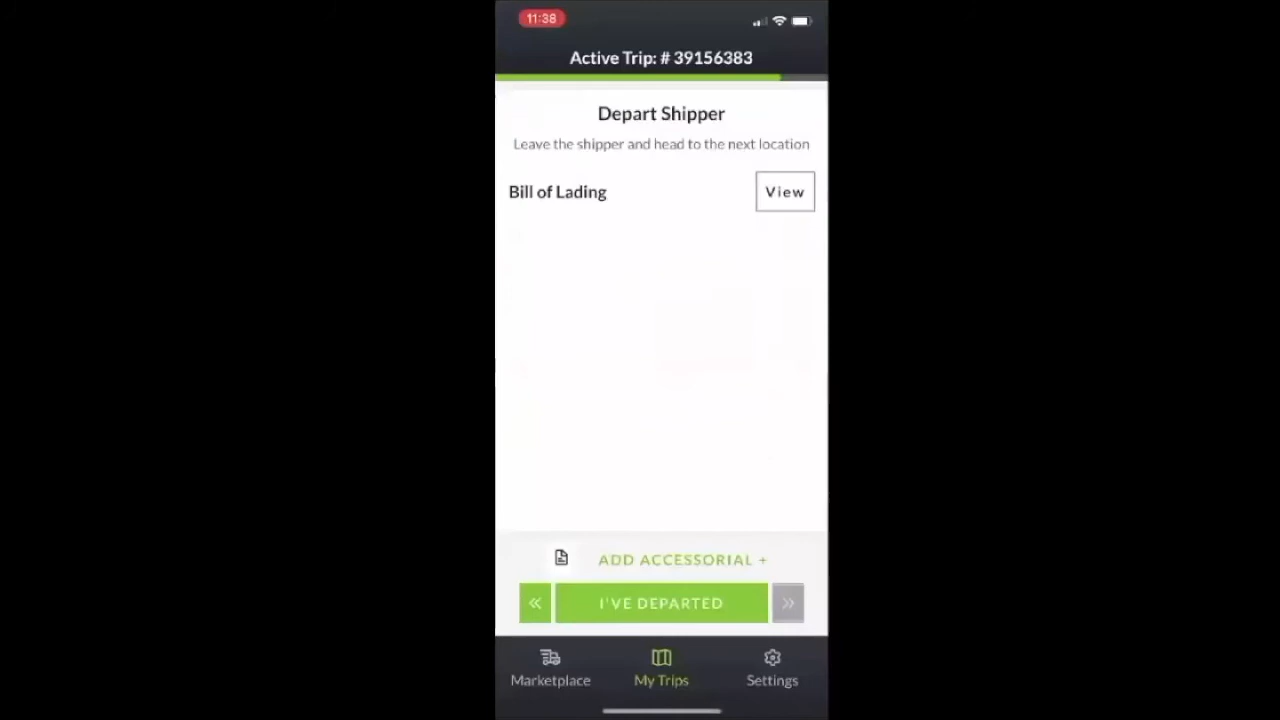 11:38
Active Trip: # 39156383
Depart Shipper
Leave the shipper and head to the next location
Bill of Lading
View
ADD ACCESSORIAL +
I'VE DEPARTED
Marketplace
My Trips
Settings